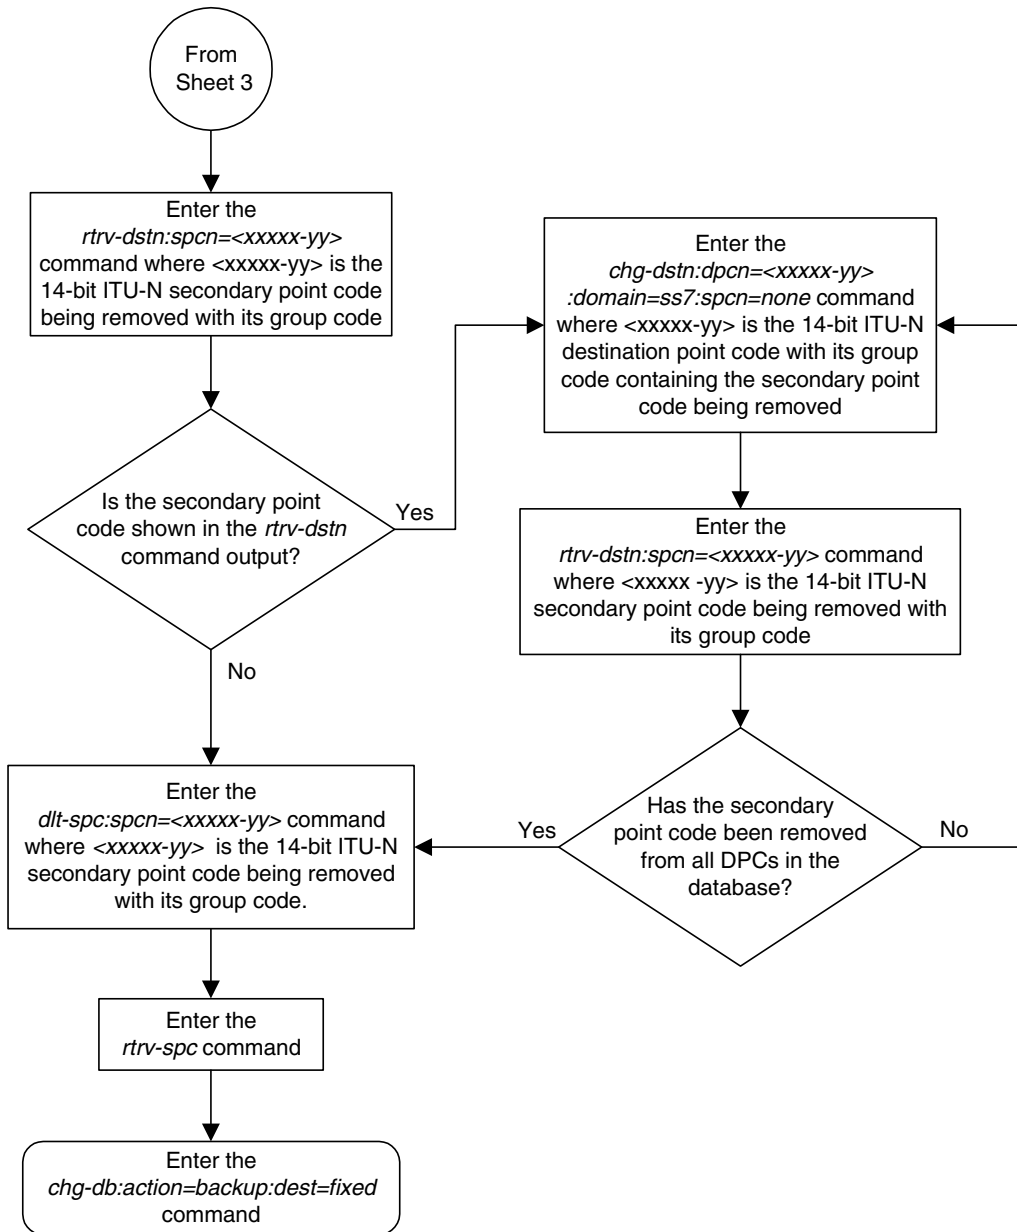 From
Sheet 3
Enter the
rtrv-dstn:spcn=<xxxxx-yy>
command where <xxxxx-yy> is the
14-bit ITU-N secondary point code
being removed with its group code
Is the secondary point
code shown in the rtrv-dstn
command output?
Yes
No
Enter the
chg-dstn:dpcn=<xxxxx-yy>
:domain=ss7:spcn=none command
where <xxxxx-yy> is the 14-bit ITU-N
destination point code with its group
code containing the secondary point
code being removed
Enter the
rtrv-dstn:spcn=<xxxxx-yy> command
where <xxxxx -yy> is the 14-bit ITU-N
secondary point code being removed with
its group code
Has the secondary
point code been removed
from all DPCs in the
database?
Yes
No
Enter the
dlt-spc:spcn=<xxxxx-yy> command
where <xxxxx-yy> is the 14-bit ITU-N
secondary point code being removed
with its group code.
Enter the
rtrv-spc command
Enter the
chg-db:action=backup:dest=fixed
command